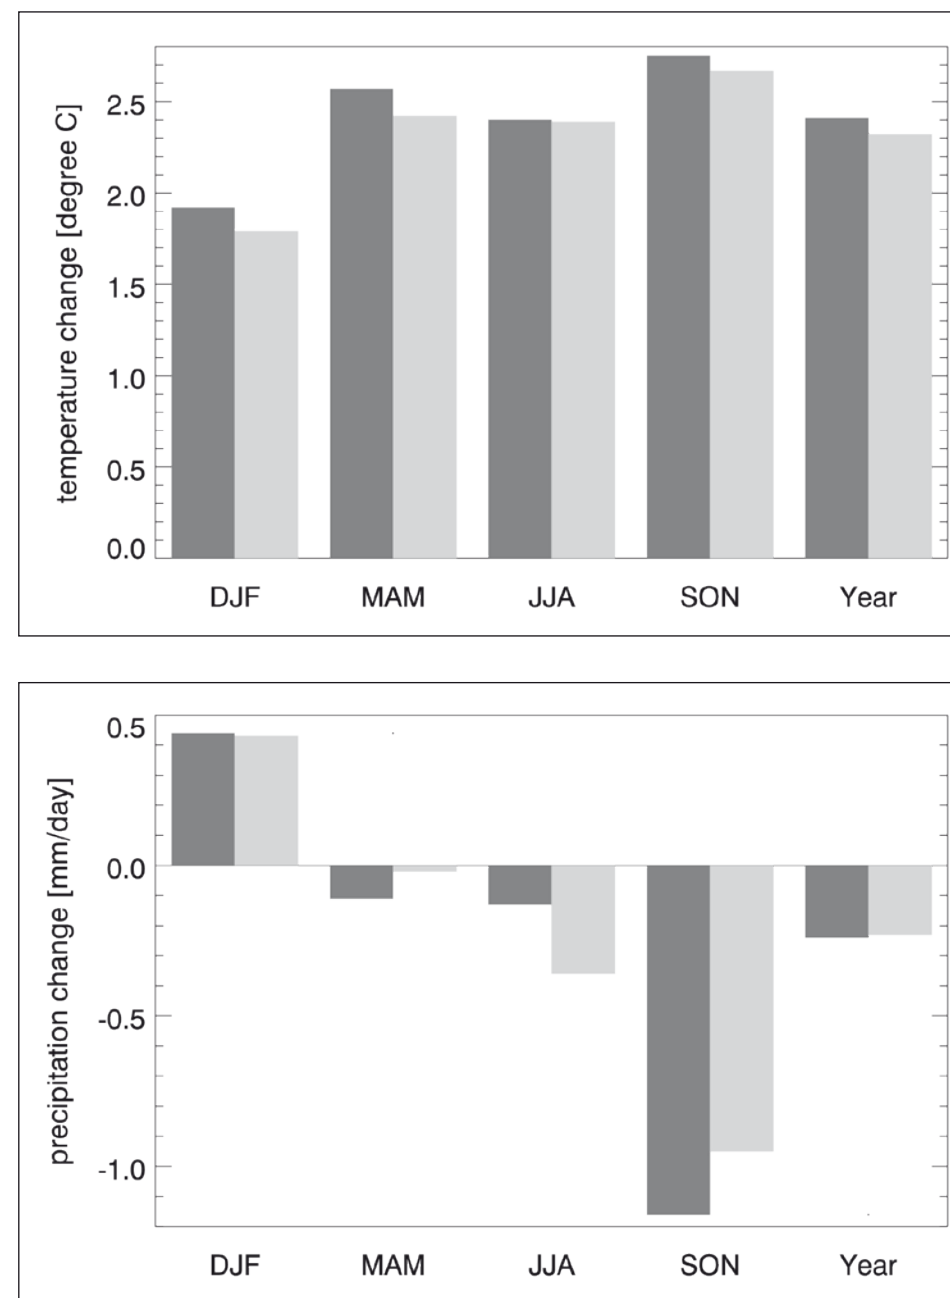 temperature change [degree C]
2.5
2.0
1.5
1.0
0.5
0.0
DJF MAM JJA SON Year
precipitation change [mm/day]
0.5
0.0
-0.5
-1.0
DJF MAM JJA SON Year